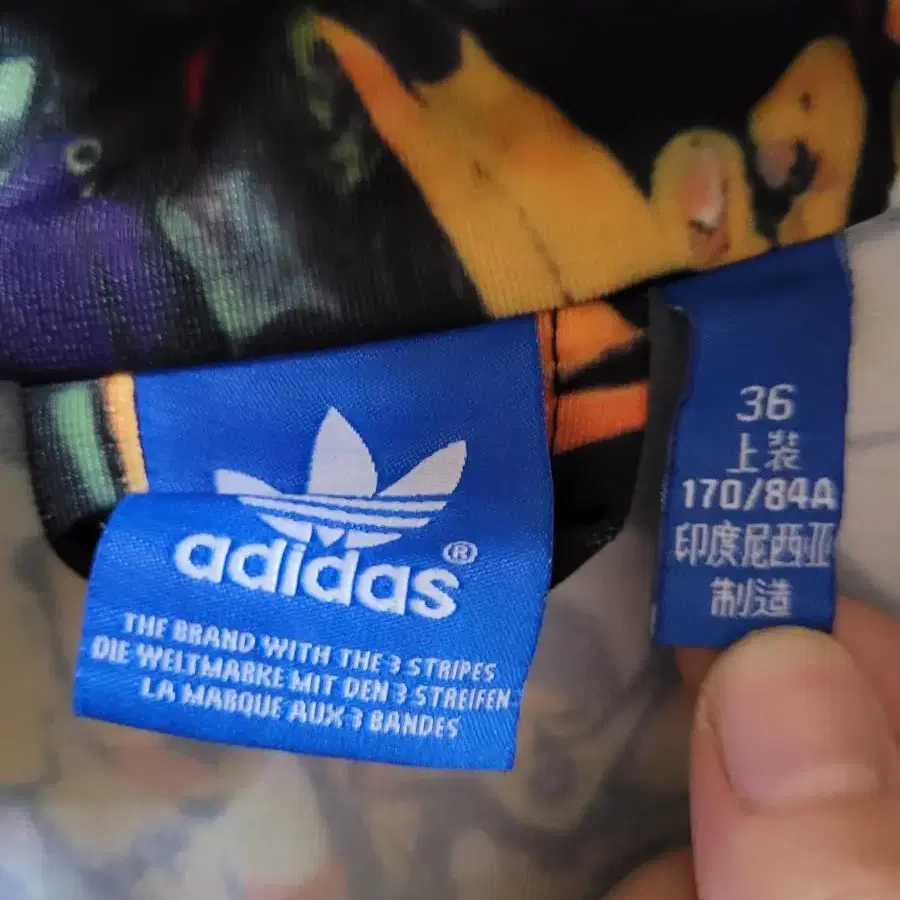 adidas®
THE BRAND WITH THE 3 STRIPES
DIE WELTMARKE MIT DEN 3 STREIFEN
LA MARQUE AUX 3 BANDES
36
上装
170/84A
印度尼西亚
制造